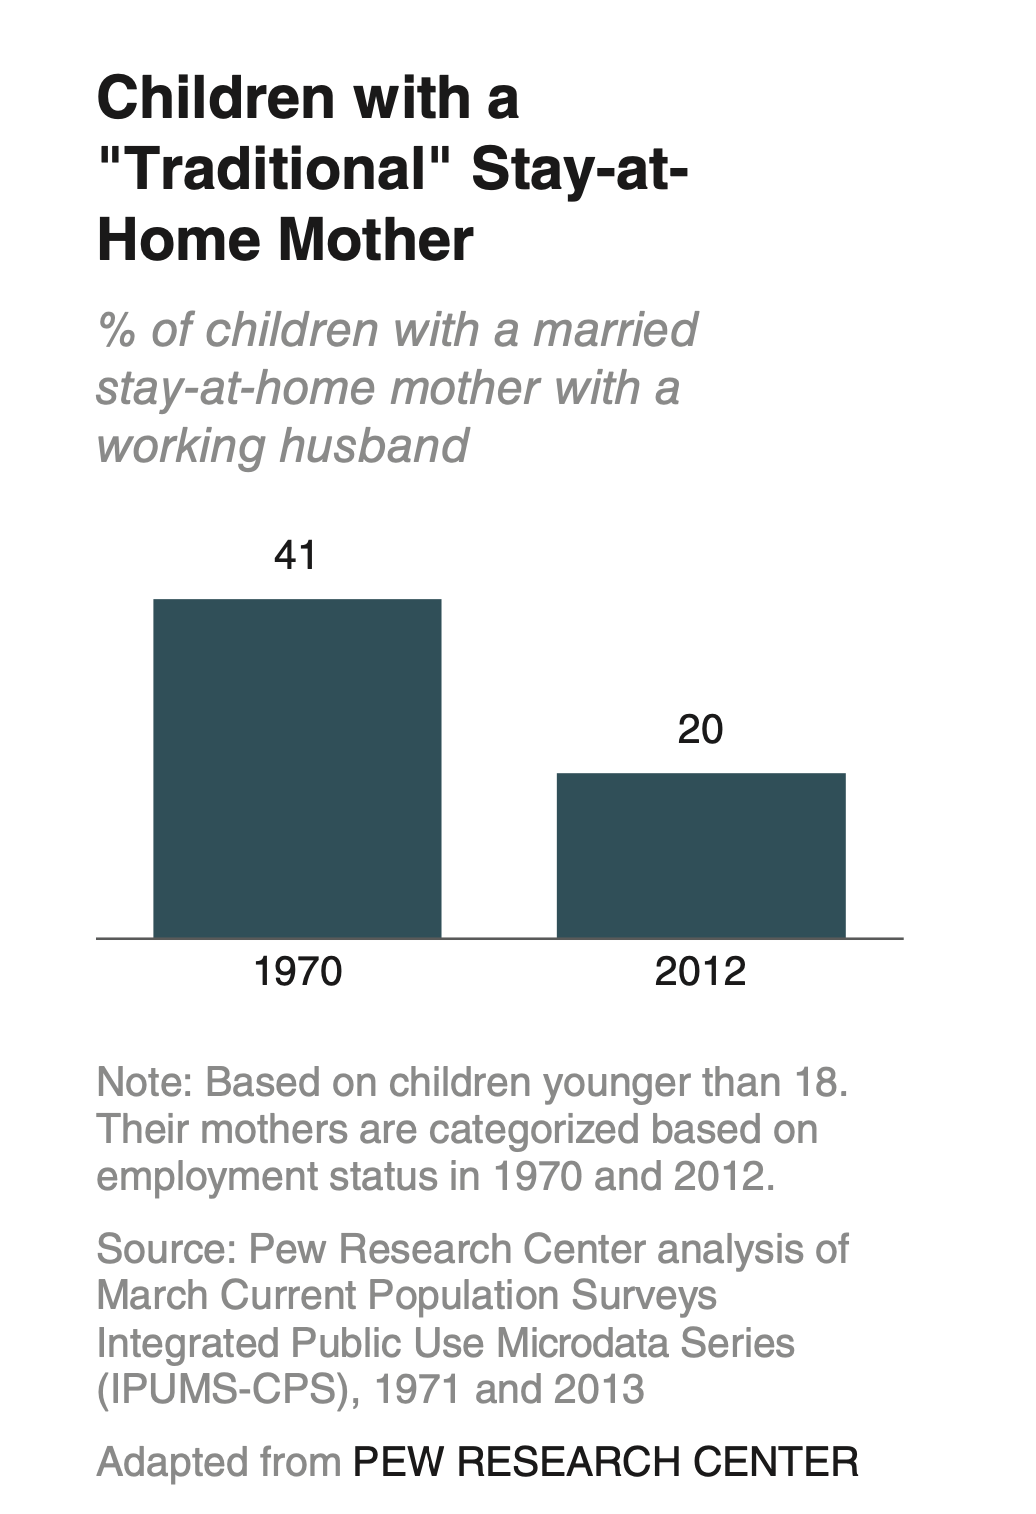 Children with a
"Traditional" Stay-at-
Home Mother
% of children with a married
stay-at-home mother with a
working husband
41
20
1970
2012
Note: Based on children younger than 18.
Their mothers are categorized based on
employment status in 1970 and 2012.
Source: Pew Research Center analysis of
March Current Population Surveys
Integrated Public Use Microdata Series
(IPUMS-CPS), 1971 and 2013
Adapted from PEW RESEARCH CENTER